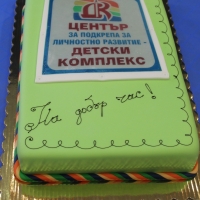 ЦЕНТЪР
ЗА ПОДКРЕПА ЗА
ЛИЧНОСТНО РАЗВИТИЕ -
ДЕТСКИ
КОМПЛЕКС
На добър час!